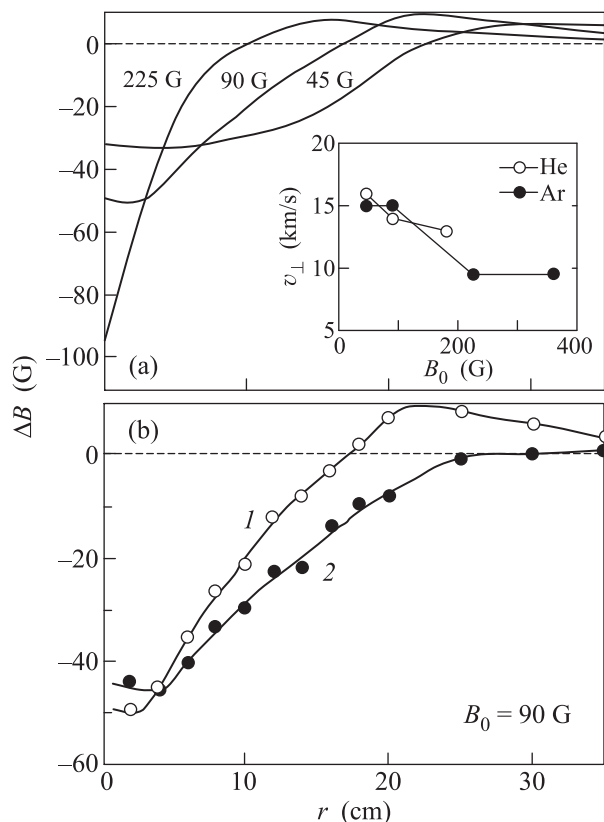 0
–20
–40
–60
–80
–100
225 G
90 G
45 G
(a)
20
15
10
5
0
200
400
v⊥ (km/s)
B0 (G)
He
Ar
ΔB (G)
(b)
0
–20
–40
–60
1
2
B0 = 90 G
0
10
20
30
r (cm)